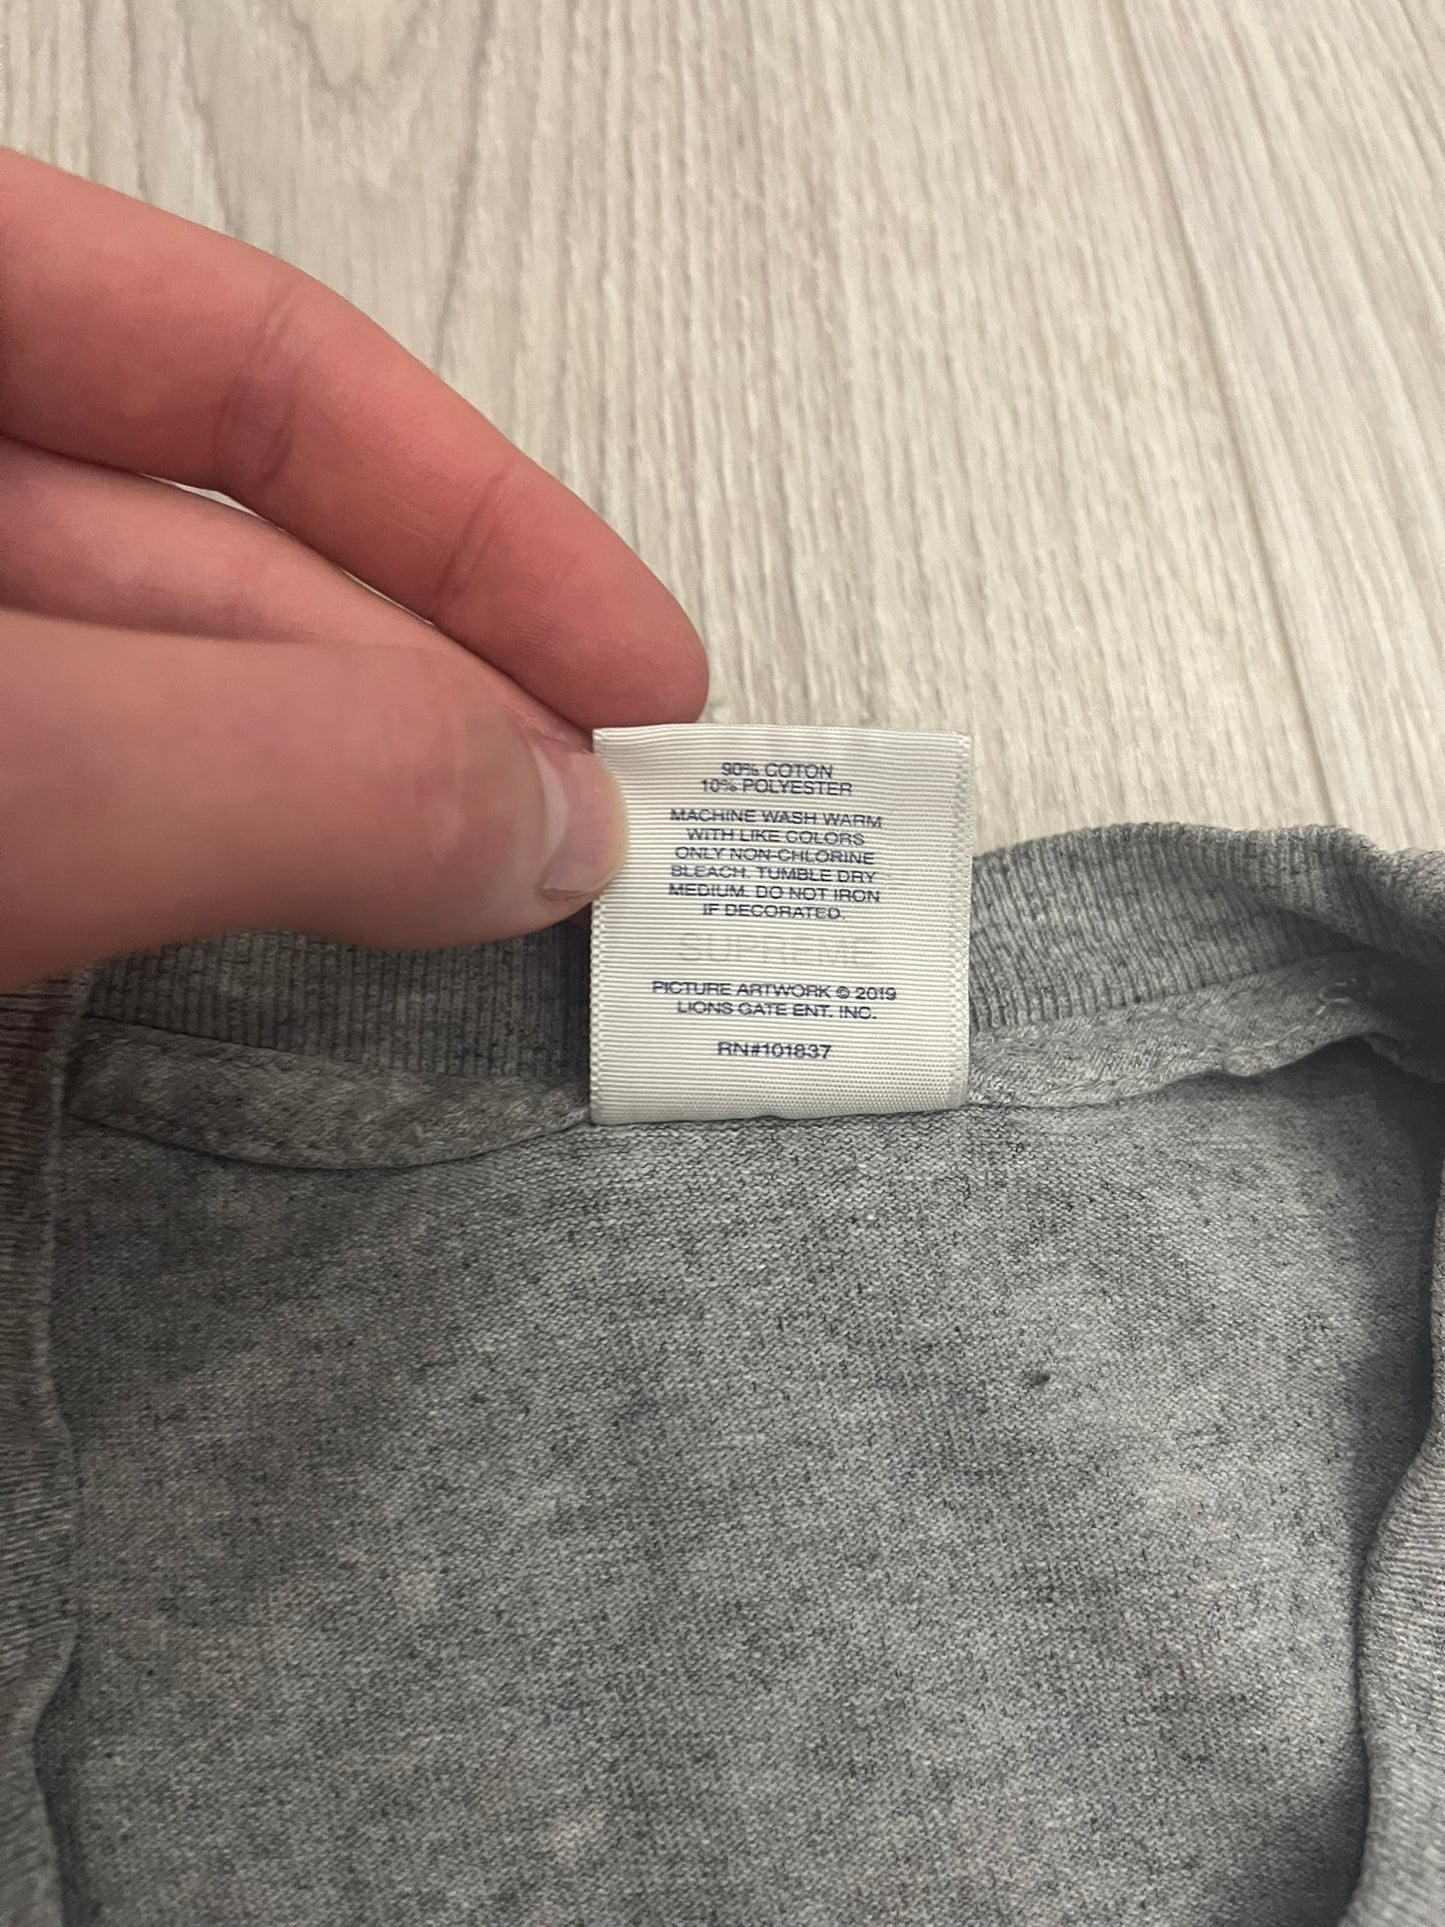 90% COTON
10% POLYESTER
MACHINE WASH WARM
WITH LIKE COLORS
ONLY NON-CHLORINE
BLEACH. TUMBLE DRY
MEDIUM. DO NOT IRON
IF DECORATED.
SUPREME
PICTURE ARTWORK © 2019
LIONS GATE ENT. INC.
RN#101837